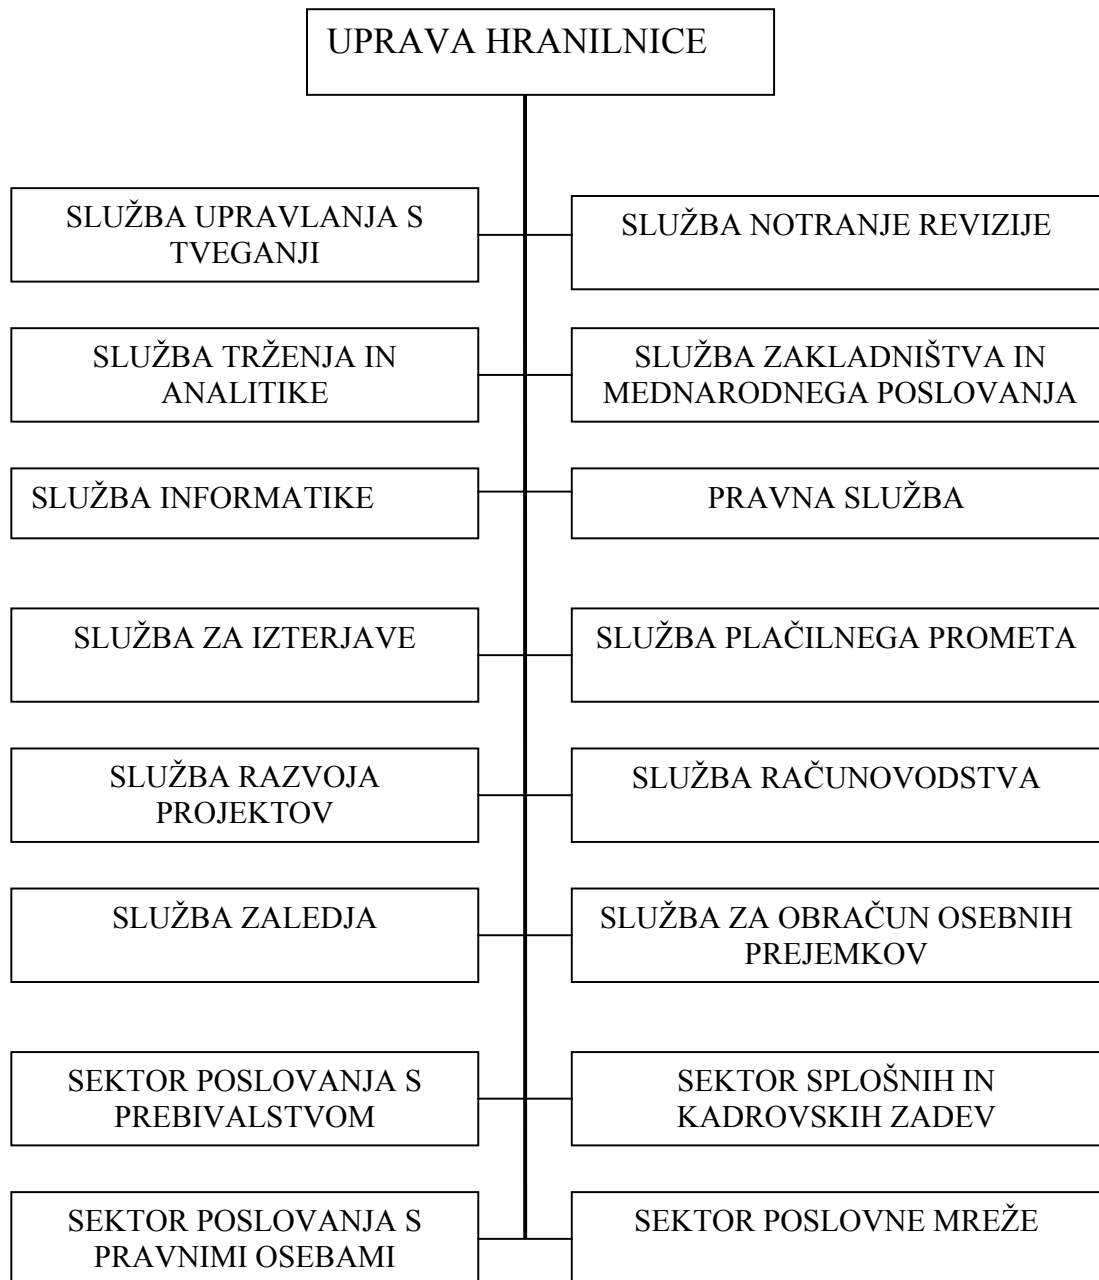 UPRAVA HRANILNICE
SLUŽBA UPRAVLANJA S
TVEGANJI
SLUŽBA NOTRANJE REVIZIJE
SLUŽBA TRŽENJA IN
ANALITIKE
SLUŽBA ZAKLADNIŠTVA IN
MEDNARODNEGA POSLOVANJA
SLUŽBA INFORMATIKE
PRAVNA SLUŽBA
SLUŽBA ZA IZTERJAVE
SLUŽBA PLAČILNEGA PROMETA
SLUŽBA RAZVOJA
PROJEKTOV
SLUŽBA RAČUNOVODSTVA
SLUŽBA ZALEDJA
SLUŽBA ZA OBRAČUN OSEBNIH
PREJEMKOV
SEKTOR POSLOVANJA S
PREBIVALSTVOM
SEKTOR SPLOŠNIH IN
KADROVSKIH ZADEV
SEKTOR POSLOVANJA S
PRAVNIMI OSEBAMI
SEKTOR POSLOVNE MREŽE